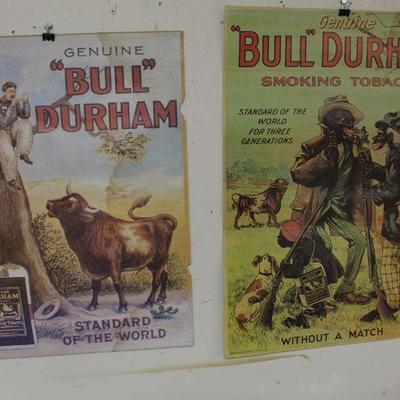 GENUINE
"BULL"
DURHAM
STANDARD
OF THE WORLD
Genuine
"BULL" DURHA
SMOKING TOBAC
STANDARD OF THE
WORLD
FOR THREE
GENERATIONS
WITHOUT A MATCH